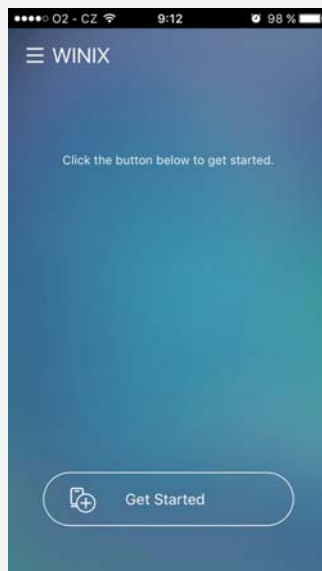 O2 - CZ 9:12 98 %
WINIX
Click the button below to get started.
Get Started